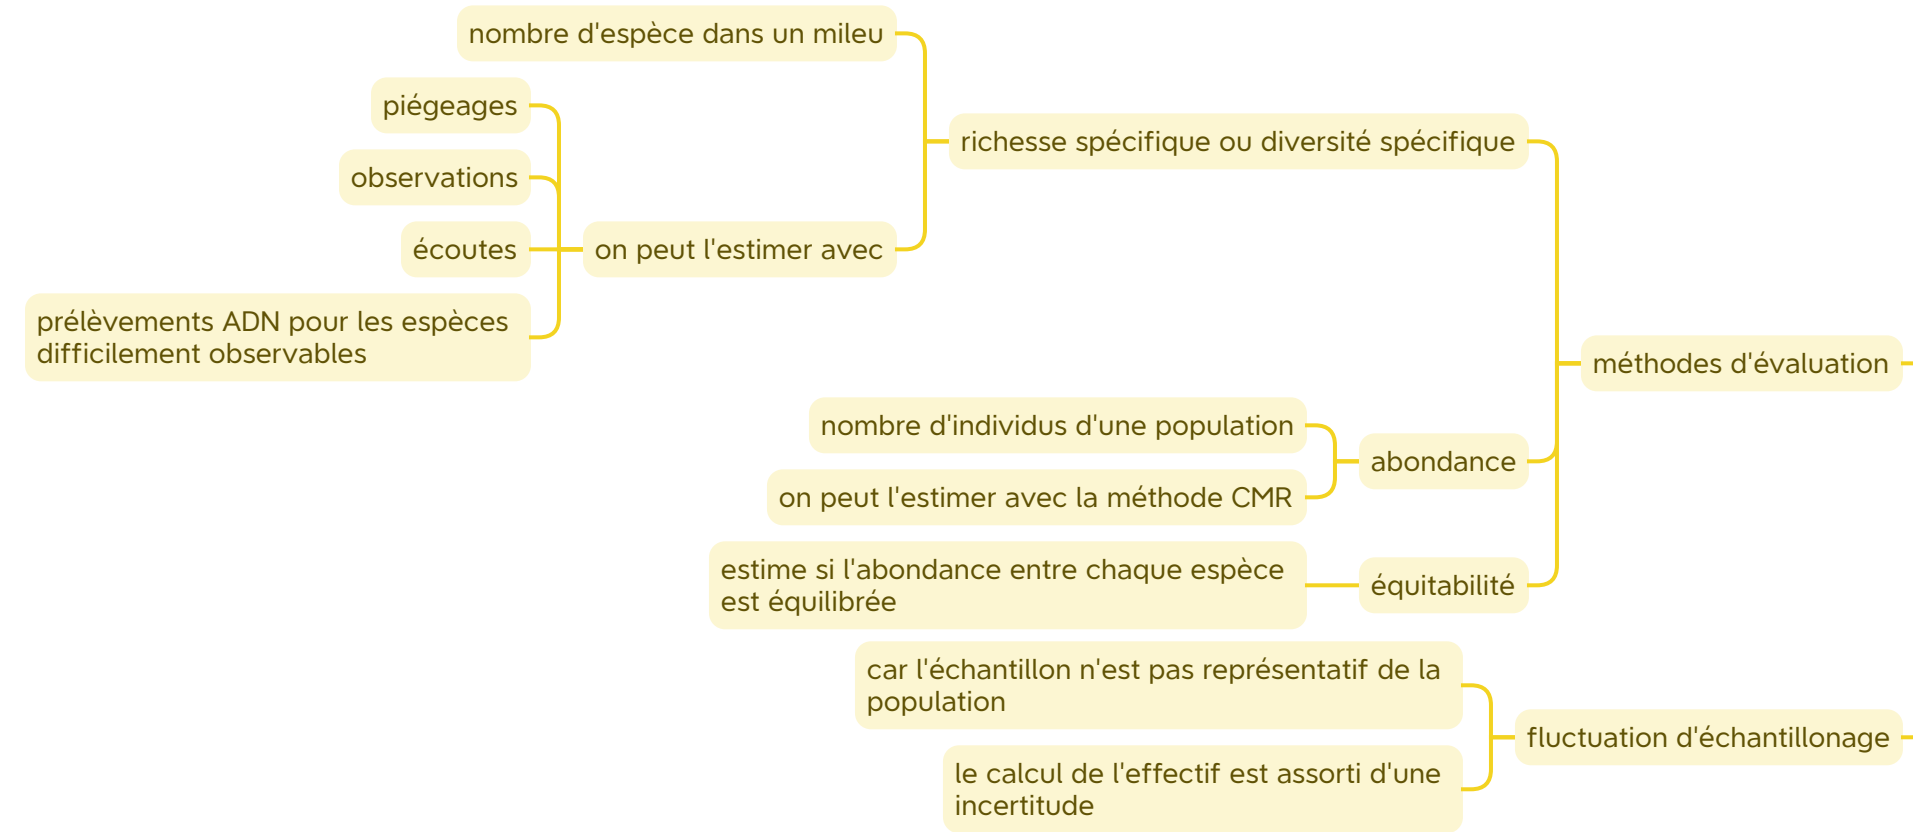 nombre d'espèce dans un mileu
piégeages
observations
écoutes
prélèvements ADN pour les espèces
difficilement observables
on peut l'estimer avec
richesse spécifique ou diversité spécifique
nombre d'individus d'une population
on peut l'estimer avec la méthode CMR
abondance
estime si l'abondance entre chaque espèce
est équilibrée
équitabilité
méthodes d'évaluation
car l'échantillon n'est pas représentatif de la
population
le calcul de l'effectif est assorti d'une
incertitude
fluctuation d'échantillonage